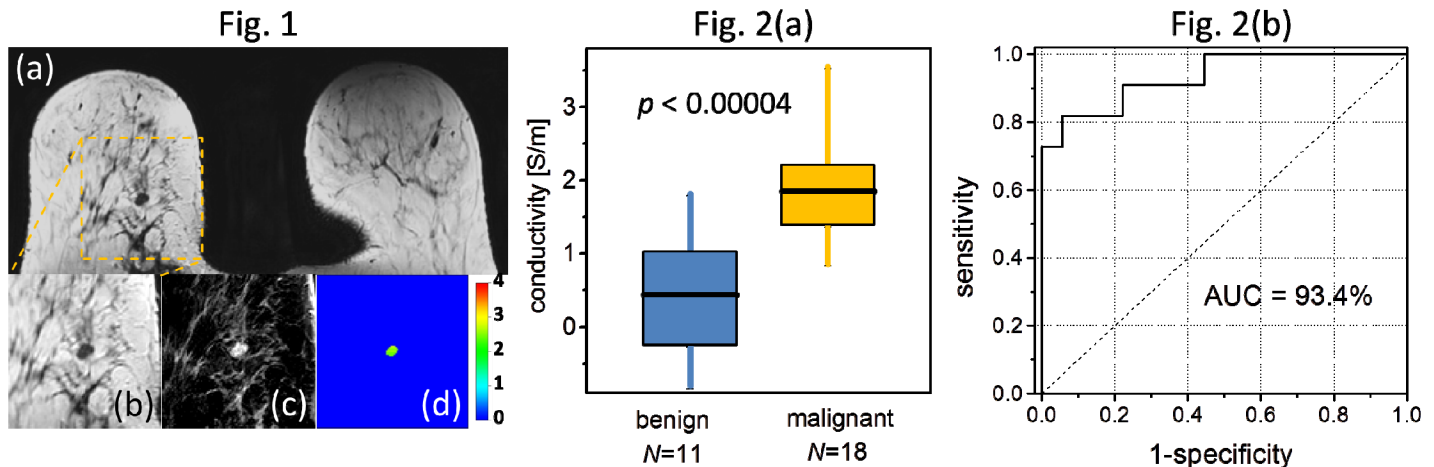 Fig. 1
(a)
(b)
(c)
(d)
4
3
2
1
0
Fig. 2(a)
conductivity [S/m]
3
2
1
0
p < 0.00004
benign
malignant
N=11
N=18
Fig. 2(b)
sensitivity
1.0
0.8
0.6
0.4
0.2
0.0
AUC = 93.4%
0.0 0.2 0.4 0.6 0.8 1.0
1-specificity